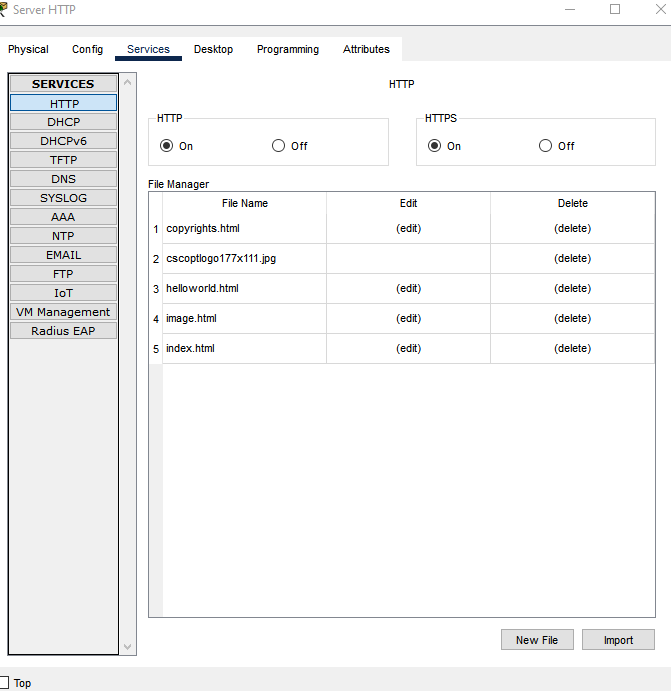 Server HTTP
Physical Config Services Desktop Programming Attributes
SERVICES
HTTP
DHCP
DHCPv6
TFTP
DNS
SYSLOG
AAA
NTP
EMAIL
FTP
IoT
VM Management
Radius EAP
HTTP
HTTP
On Off
HTTPS
On Off
File Manager
File Name Edit Delete
1 copyrights.html (edit) (delete)
2 cscoptlogo177x111.jpg (delete)
3 helloworld.html (edit) (delete)
4 image.html (edit) (delete)
5 index.html (edit) (delete)
New File Import
Top